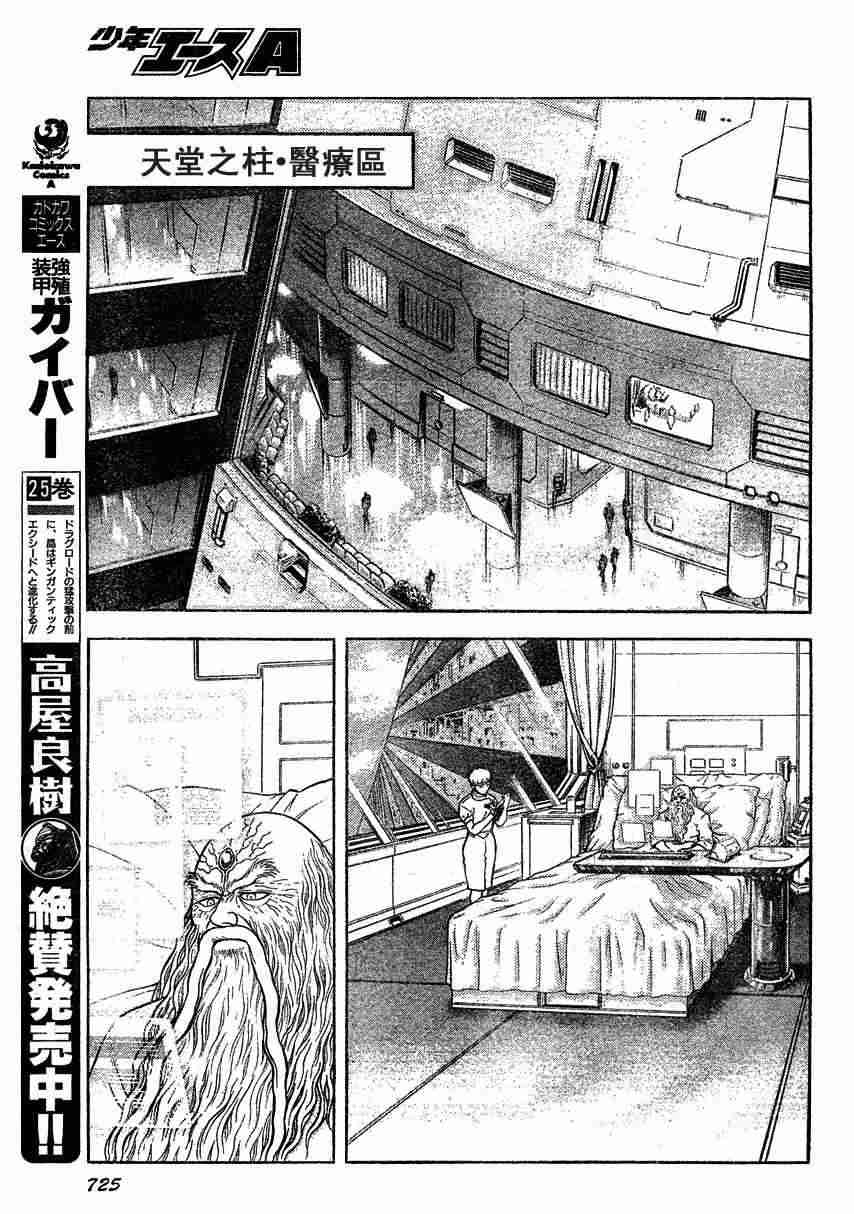 少年エースA
天堂之柱・醫療區
Kadokawa
Comics
A
カドカワ
コミックス
エース
強殖
装甲
ガイバー
25巻
ドラグロードの猛攻撃の前
に、晶はギガンティック
エクシードへと進化する!!
高屋良樹
絶賛発売中!!
725